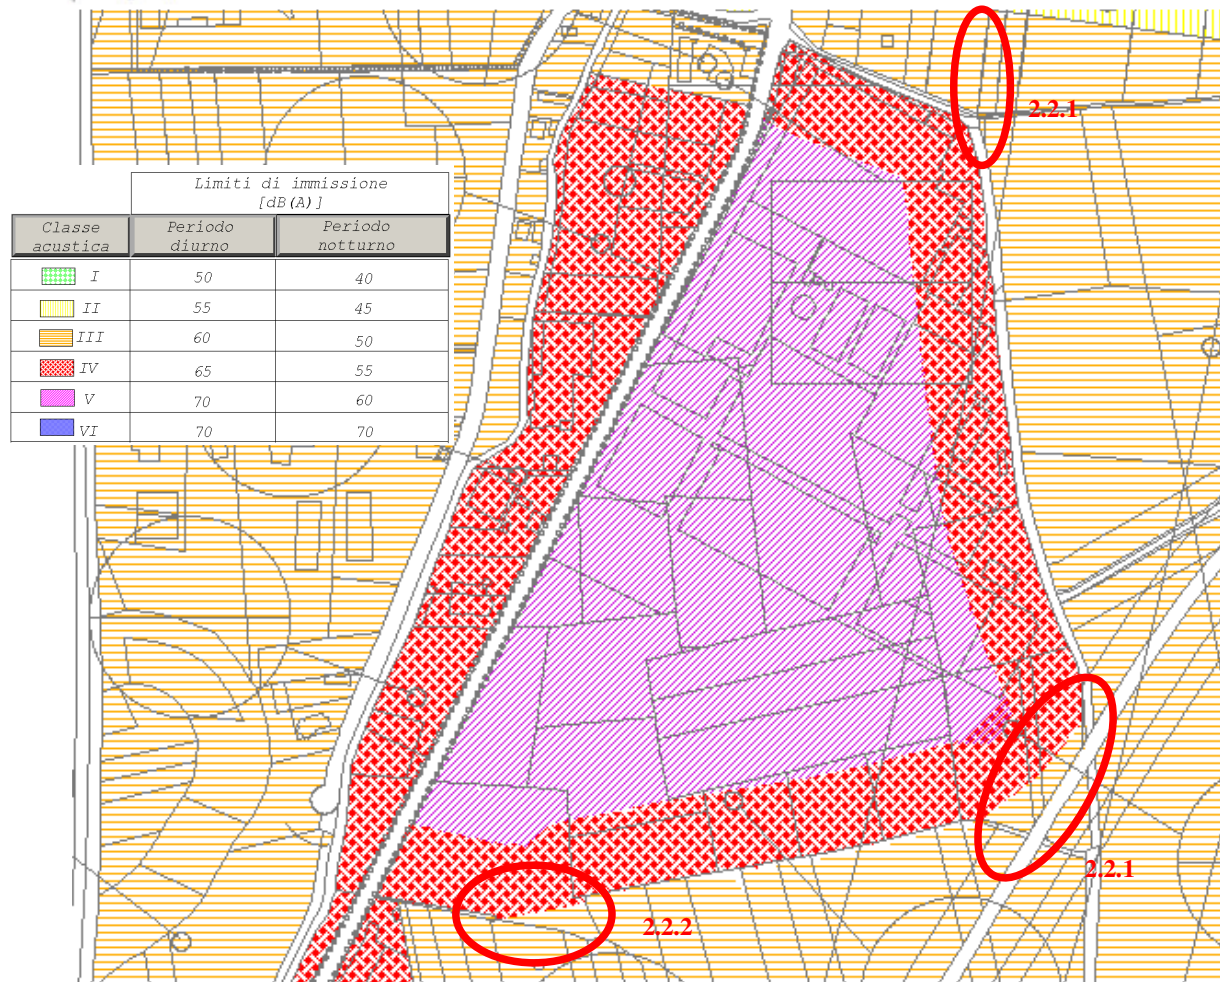 2.2.1
Limiti di immissione
[dB(A)]
Classe acustica Periodo diurno Periodo notturno
I 50 40
II 55 45
III 60 50
IV 65 55
V 70 60
VI 70 70
2.2.1
2.2.2